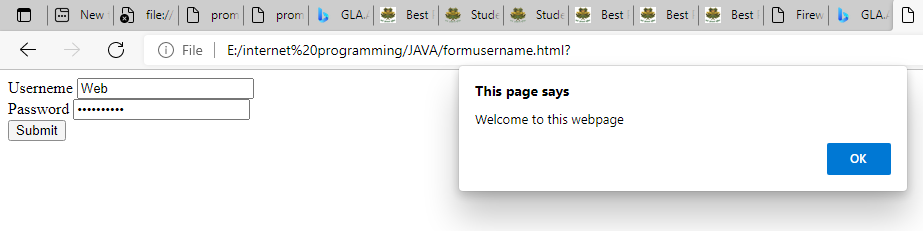 New
file://
prom
prom
GLA.
Best
Stude
Stude
Best
Best
Best
Firew
GLA.
File
E:/internet%20programming/JAVA/formusername.html?
Userneme Web
Password ••••••••••
Submit
This page says
Welcome to this webpage
OK